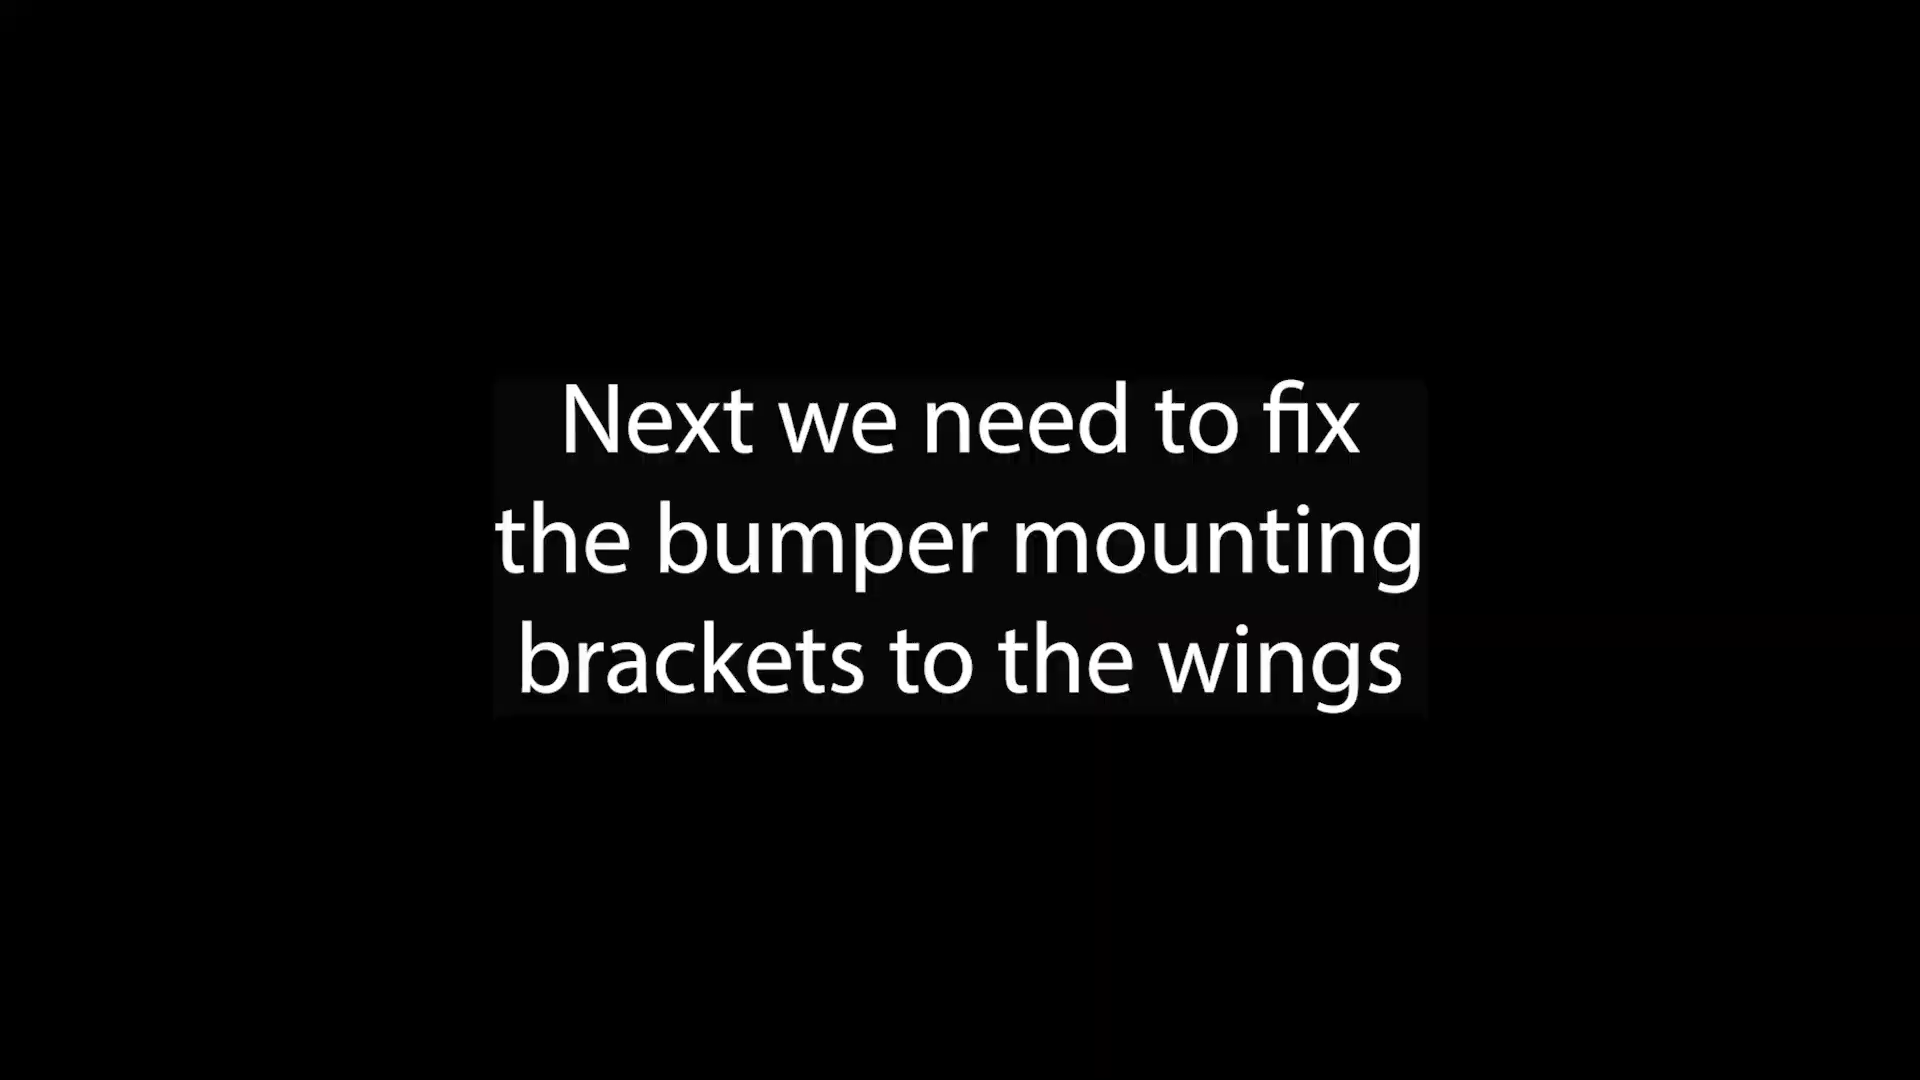 Next we need to fix
the bumper mounting
brackets to the wings